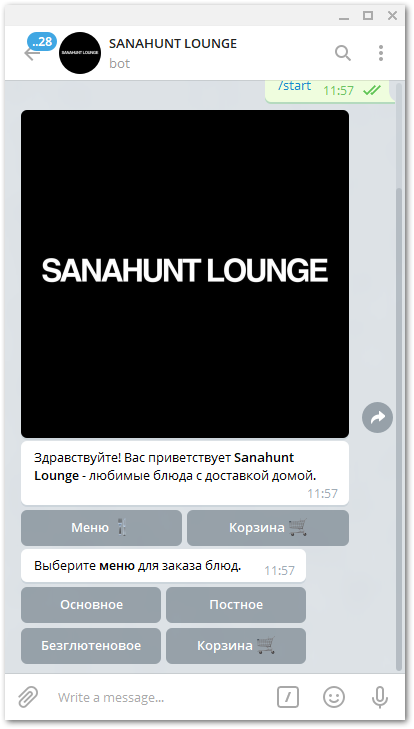 ..28
SANAHUNT LOUNGE
SANAHUNT LOUNGE
bot
/start
11:57
SANAHUNT LOUNGE
Здравствуйте! Вас приветствует Sanahunt
Lounge - любимые блюда с доставкой домой.
11:57
Меню
Корзина
Выберите меню для заказа блюд.
11:57
Основное
Постное
Безглютеновое
Корзина
Write a message...